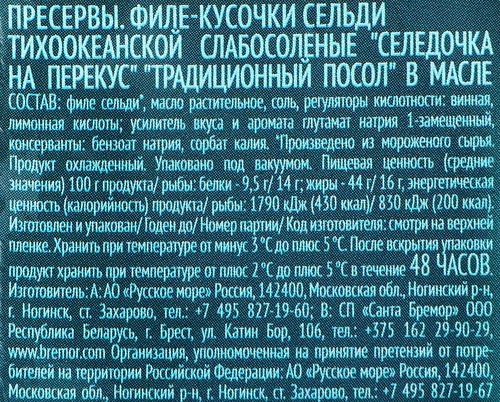 ПРЕСЕРВЫ. ФИЛЕ-КУСОЧКИ СЕЛЬДИ
ТИХООКЕАНСКОЙ СЛАБОСОЛЕНЫЕ "СЕЛЕДОЧКА
НА ПЕРЕКУС" "ТРАДИЦИОННЫЙ ПОСОЛ" В МАСЛЕ
СОСТАВ: филе сельди*, масло растительное, соль, регуляторы кислотности: винная,
лимонная кислоты; усилитель вкуса и аромата глутамат натрия 1-замещенный,
консерванты: бензоат натрия, сорбат калия. *Произведено из мороженого сырья.
Продукт охлажденный. Упаковано под вакуумом. Пищевая ценность (средние
значения) 100 г продукта/ рыбы: белки - 9,5 г/ 14 г; жиры - 44 г/ 16 г, энергетическая
ценность (калорийность) продукта/ рыбы: 1790 кДж (430 ккал)/ 830 кДж (200 ккал).
Изготовлен и упакован/ Годен до/ Номер партии/ Код изготовителя: смотри на верхней
пленке. Хранить при температуре от минус 3 °С до плюс 5 °С. После вскрытия упаковки
продукт хранить при температуре от плюс 2 °С до плюс 5 °С в течение 48 ЧАСОВ.
Изготовитель: А: АО «Русское море» Россия, 142400, Московская обл., Ногинский р-н,
г. Ногинск, ст. Захарово, тел.: +7 495 827-19-60; В: СП «Санта Бремор» ООО
Республика Беларусь, г. Брест, ул. Катин Бор, 106, тел.: +375 162 29-90-29,
www.bremor.com Организация, уполномоченная на принятие претензий от потре-
бителей на территории Российской Федерации: АО «Русское море» Россия, 142400,
Московская обл., Ногинский р-н, г. Ногинск, ст. Захарово, тел.: +7 495 827-19-67